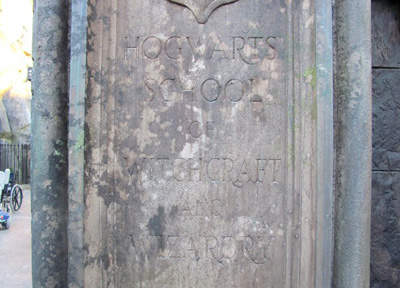 HOGWARTS
SCHOOL
OF
WITCHCRAFT
AND
WIZARDRY